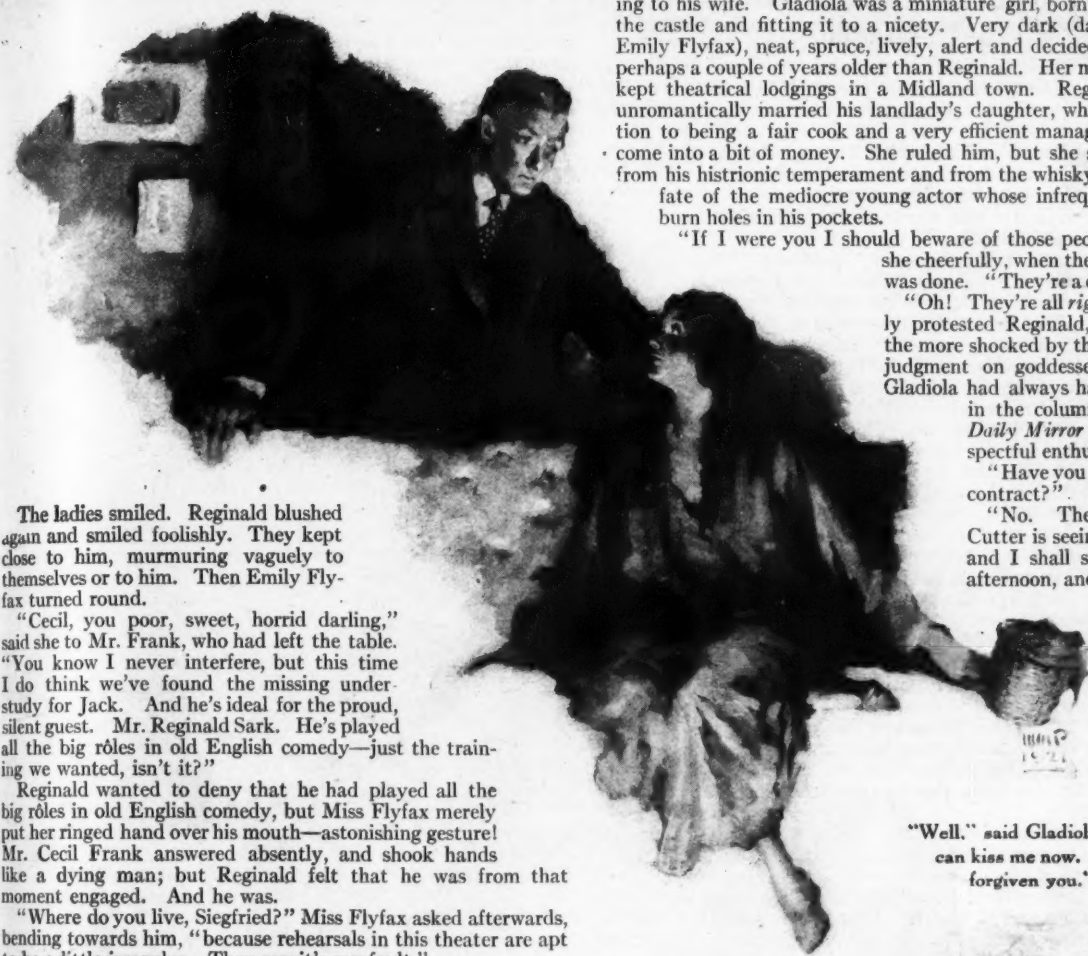 The ladies smiled. Reginald blushed
again and smiled foolishly. They kept
close to him, murmuring vaguely to
themselves or to him. Then Emily Fly-
fax turned round.
"Cecil, you poor, sweet, horrid darling,"
said she to Mr. Frank, who had left the table.
"You know I never interfere, but this time
I do think we've found the missing under-
study for Jack. And he's ideal for the proud,
silent guest. Mr. Reginald Sark. He's played
all the big rôles in old English comedy—just the train-
ing we wanted, isn't it?"
Reginald wanted to deny that he had played all the
big rôles in old English comedy, but Miss Flyfax merely
put her ringed hand over his mouth—astonishing gesture!
Mr. Cecil Frank answered absently, and shook hands
like a dying man; but Reginald felt that he was from that
moment engaged. And he was.
"Where do you live, Siegfried?" Miss Flyfax asked afterwards,
bending towards him, "because rehearsals in this theater are apt
ing to his wife. Gladiola was a miniature girl, born
the castle and fitting it to a nicety. Very dark (da
Emily Flyfax), neat, spruce, lively, alert and decide
perhaps a couple of years older than Reginald. Her m
kept theatrical lodgings in a Midland town. Reg
unromantically married his landlady's daughter, wh
tion to being a fair cook and a very efficient manag
come into a bit of money. She ruled him, but she s
from his histrionic temperament and from the whisky
fate of the mediocre young actor whose infreq
burn holes in his pockets.
"If I were you I should beware of those peo
she cheerfully, when the
was done. "They're a
"Oh! They're all rig
ly protested Reginald,
the more shocked by th
judgment on goddesse
Gladiola had always h
in the colum
Daily Mirror
spectful enthu
"Have you
contract?"
"No. The
Cutter is seein
and I shall s
afternoon, an
1921
"Well," said Gladiol
can kiss me now.
forgiven you."